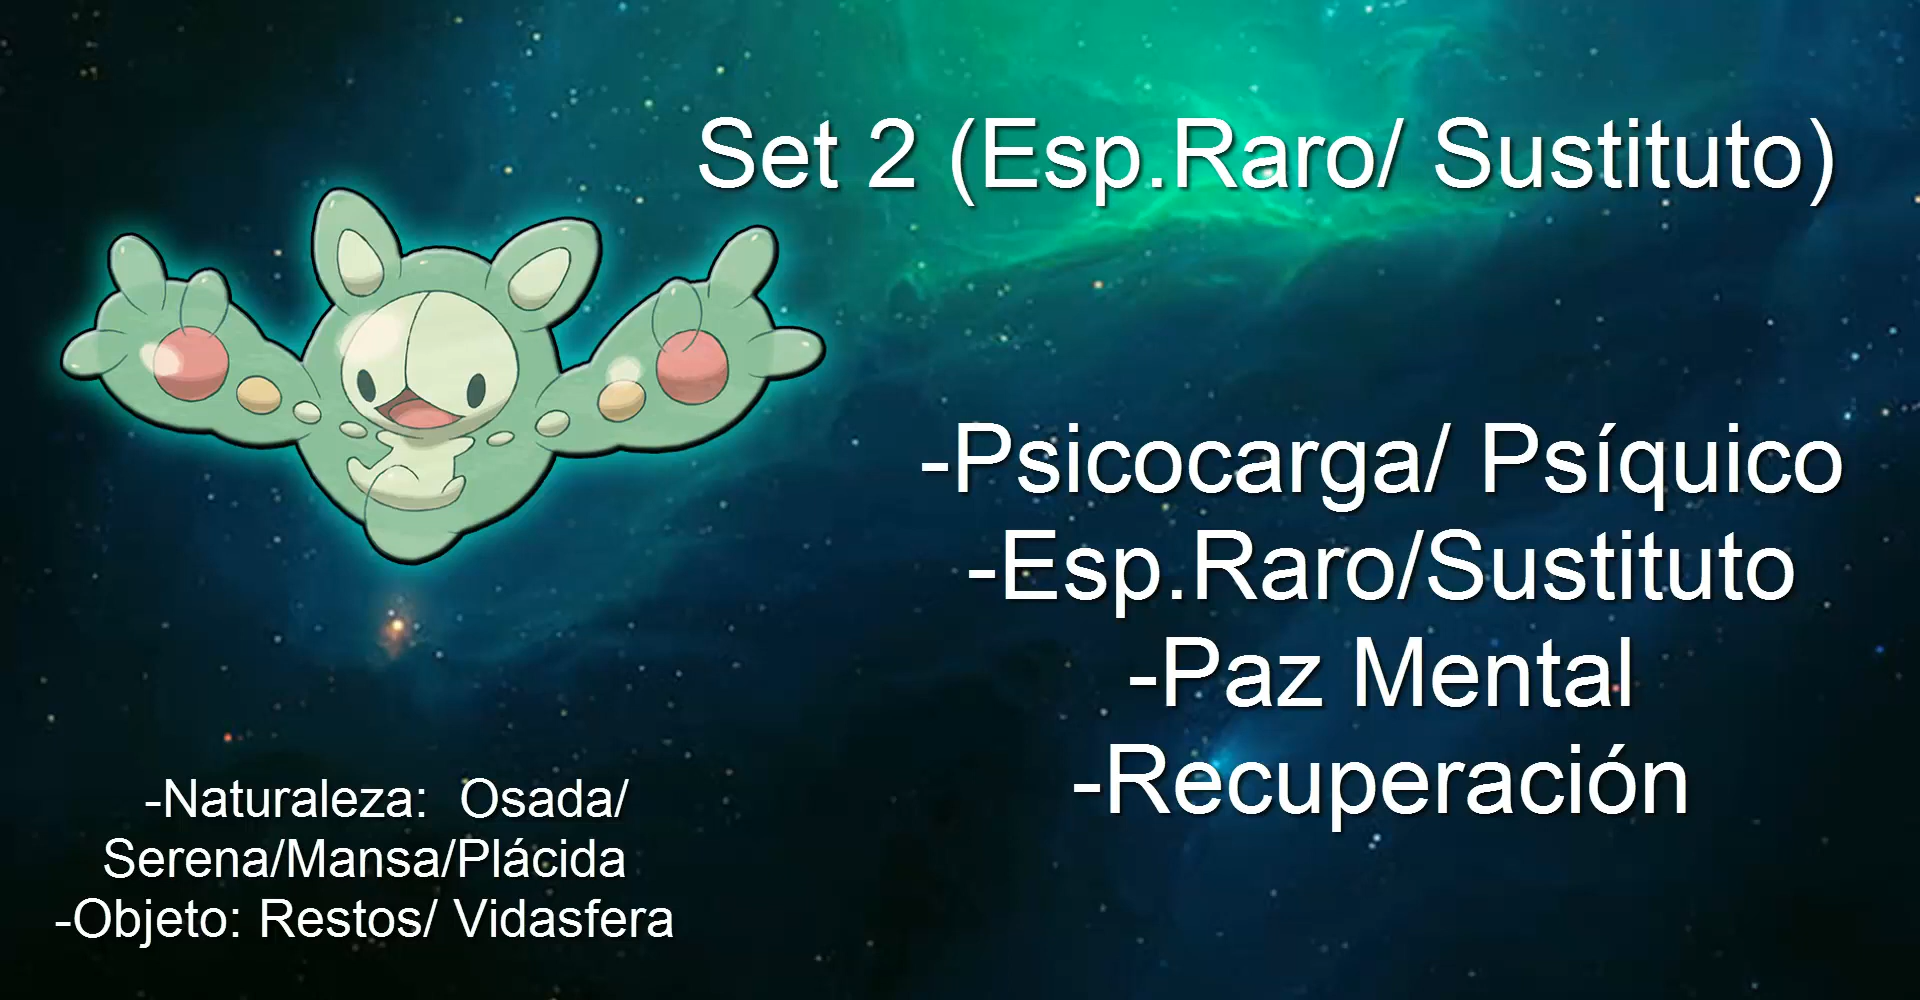 Set 2 (Esp.Raro/ Sustituto)
-Psicocarga/ Psíquico
-Esp.Raro/Sustituto
-Paz Mental
-Recuperación
-Naturaleza:  Osada/
Serena/Mansa/Plácida
-Objeto: Restos/ Vidasfera